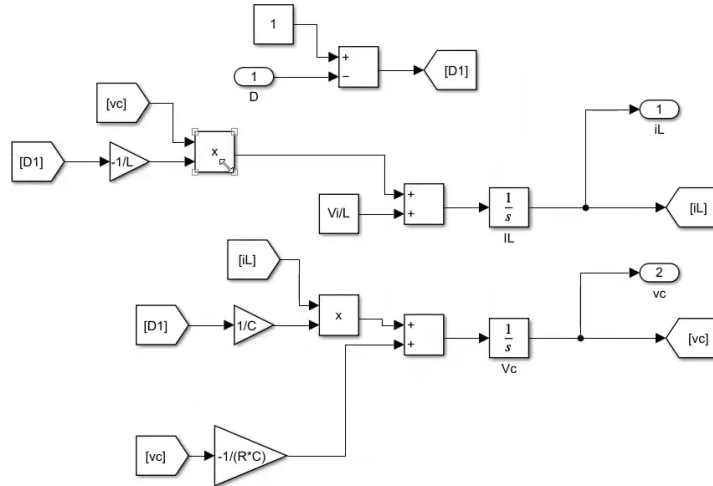 1
+
−
1
D
[D1]
[vc]
[D1]
-1/L
x
1
iL
Vi/L
+
+
1
s
IL
[iL]
[iL]
[D1]
1/C
x
+
+
1
s
Vc
2
vc
[vc]
[vc]
-1/(R*C)